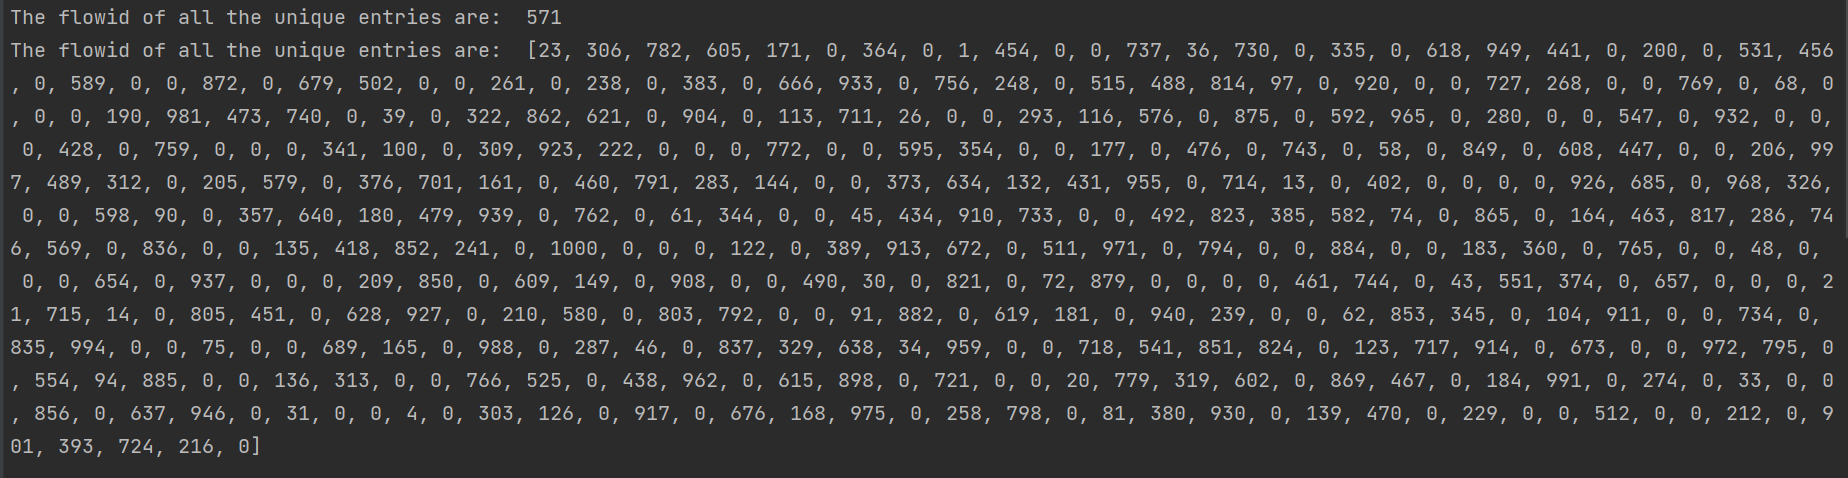 The flowid of all the unique entries are:  571
The flowid of all the unique entries are:  [23, 306, 782, 605, 171, 0, 364, 0, 1, 454, 0, 0, 737, 36, 730, 0, 335, 0, 618, 949, 441, 0, 200, 0, 531, 456
, 0, 589, 0, 0, 872, 0, 679, 502, 0, 0, 261, 0, 238, 0, 383, 0, 666, 933, 0, 756, 248, 0, 515, 488, 814, 97, 0, 920, 0, 0, 727, 268, 0, 0, 769, 0, 68, 0
, 0, 0, 190, 981, 473, 740, 0, 39, 0, 322, 862, 621, 0, 904, 0, 113, 711, 26, 0, 0, 293, 116, 576, 0, 875, 0, 592, 965, 0, 280, 0, 0, 547, 0, 932, 0, 0,
 0, 428, 0, 759, 0, 0, 0, 341, 100, 0, 309, 923, 222, 0, 0, 0, 772, 0, 0, 595, 354, 0, 0, 177, 0, 476, 0, 743, 0, 58, 0, 849, 0, 608, 447, 0, 0, 206, 99
7, 489, 312, 0, 205, 579, 0, 376, 701, 161, 0, 460, 791, 283, 144, 0, 0, 373, 634, 132, 431, 955, 0, 714, 13, 0, 402, 0, 0, 0, 0, 926, 685, 0, 968, 326,
 0, 0, 598, 90, 0, 357, 640, 180, 479, 939, 0, 762, 0, 61, 344, 0, 0, 45, 434, 910, 733, 0, 0, 492, 823, 385, 582, 74, 0, 865, 0, 164, 463, 817, 286, 74
6, 569, 0, 836, 0, 0, 135, 418, 852, 241, 0, 1000, 0, 0, 0, 122, 0, 389, 913, 672, 0, 511, 971, 0, 794, 0, 0, 884, 0, 0, 183, 360, 0, 765, 0, 0, 48, 0,
 0, 0, 654, 0, 937, 0, 0, 0, 209, 850, 0, 609, 149, 0, 908, 0, 0, 490, 30, 0, 821, 0, 72, 879, 0, 0, 0, 0, 461, 744, 0, 43, 551, 374, 0, 657, 0, 0, 0, 2
1, 715, 14, 0, 805, 451, 0, 628, 927, 0, 210, 580, 0, 803, 792, 0, 0, 91, 882, 0, 619, 181, 0, 940, 239, 0, 0, 62, 853, 345, 0, 104, 911, 0, 0, 734, 0,
835, 994, 0, 0, 75, 0, 0, 689, 165, 0, 988, 0, 287, 46, 0, 837, 329, 638, 34, 959, 0, 0, 718, 541, 851, 824, 0, 123, 717, 914, 0, 673, 0, 0, 972, 795, 0
, 554, 94, 885, 0, 0, 136, 313, 0, 0, 766, 525, 0, 438, 962, 0, 615, 898, 0, 721, 0, 0, 20, 779, 319, 602, 0, 869, 467, 0, 184, 991, 0, 274, 0, 33, 0, 0
, 856, 0, 637, 946, 0, 31, 0, 0, 4, 0, 303, 126, 0, 917, 0, 676, 168, 975, 0, 258, 798, 0, 81, 380, 930, 0, 139, 470, 0, 229, 0, 0, 512, 0, 0, 212, 0, 9
01, 393, 724, 216, 0]